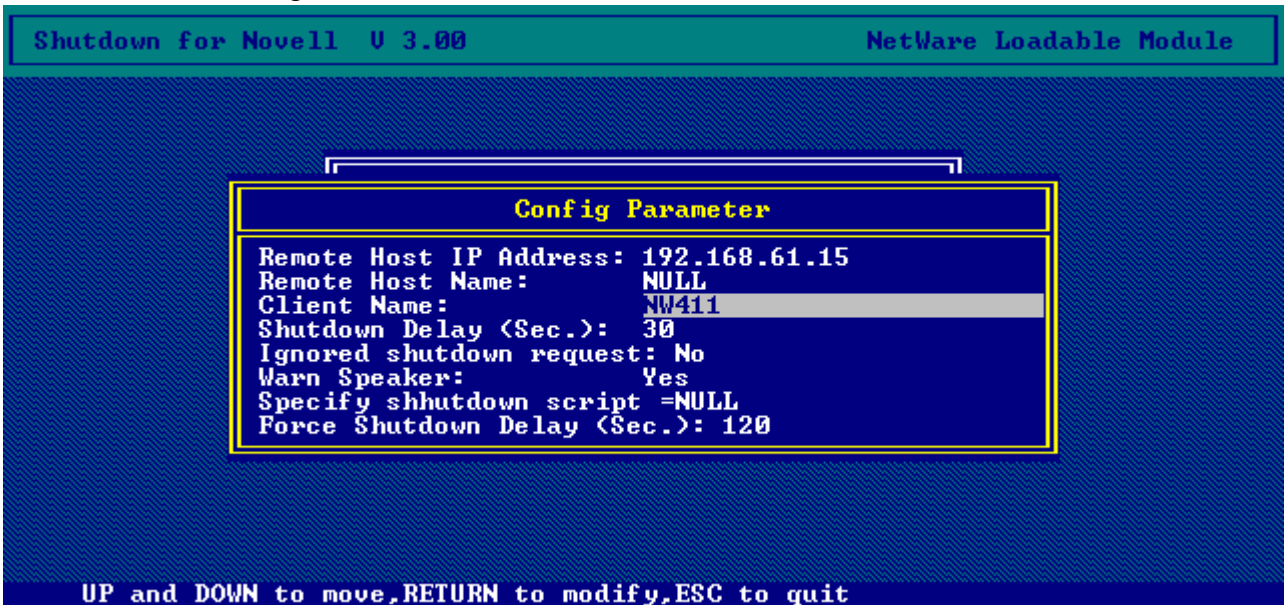 Shutdown for Novell V 3.00 NetWare Loadable Module
Config Parameter
Remote Host IP Address: 192.168.61.15
Remote Host Name: NULL
Client Name: NW411
Shutdown Delay (Sec.): 30
Ignored shutdown request: No
Warn Speaker: Yes
Specify shhutdown script =NULL
Force Shutdown Delay (Sec.): 120
UP and DOWN to move,RETURN to modify,ESC to quit